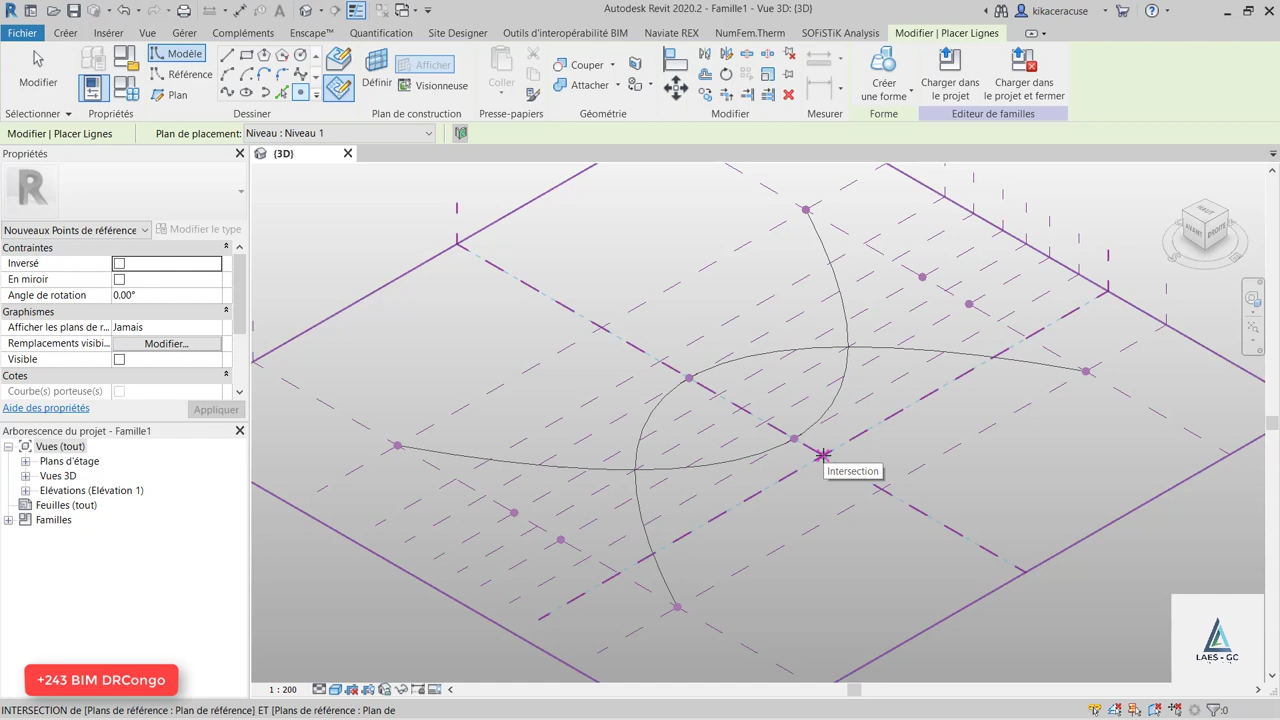 Autodesk Revit 2020.2 - Famille1 - Vue 3D: {3D}
kikaceracuse
Fichier Créer Insérer Vue Gérer Compléments Enscape™ Quantification Site Designer Outils d'interopérabilité BIM Naviate REX NumFem.Therm SOFiSTiK Analysis Modifier | Placer Lignes
Modèle Afficher Couper
Référence Visionneuse Attacher
Plan
Modifier Définir Coller Créer une forme Charger dans le projet Charger dans le projet et fermer
Sélectionner Propriétés Dessiner Plan de construction Presse-papiers Géométrie Modifier Mesurer Forme Editeur de familles
Modifier | Placer Lignes Plan de placement: Niveau : Niveau 1
Propriétés
{3D}
R
Nouveaux Points de référence Modifier le type
Contraintes
Inversé
En miroir
Angle de rotation 0.00°
Graphismes
Afficher les plans de r... Jamais
Remplacements visibi... Modifier...
Visible
Cotes
Courbe(s) porteuse(s)
Aide des propriétés Appliquer
Arborescence du projet - Famille1
Vues (tout)
Plans d'étage
Vues 3D
Elévations (Elévation 1)
Feuilles (tout)
Familles
HAUT
AVANT DROITE
Intersection
LAES - GC
+243 BIM DRCongo
1 : 200
INTERSECTION de [Plans de référence : Plan de référence] ET [Plans de référence : Plan de
:0